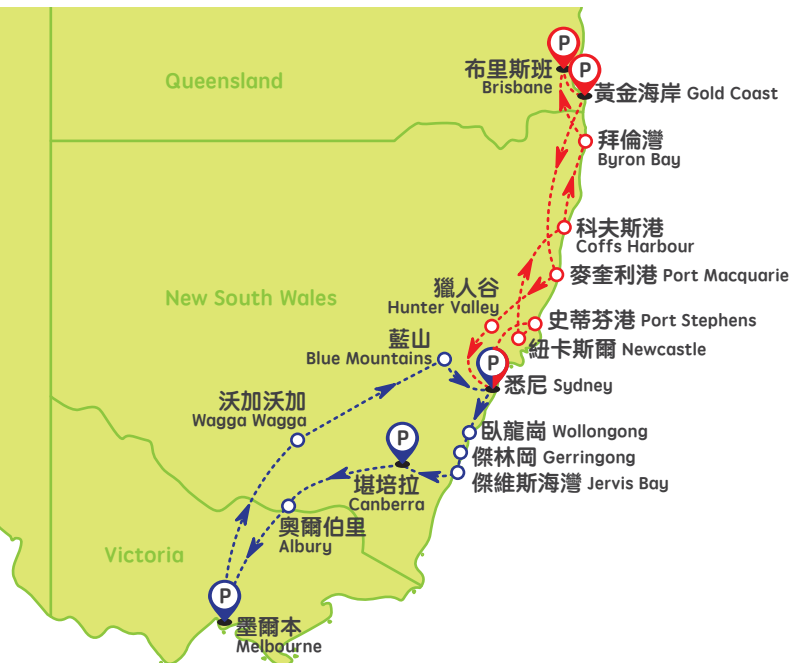 Queensland
布里斯班
Brisbane
P
P
黃金海岸 Gold Coast
拜倫灣
Byron Bay
科夫斯港
Coffs Harbour
麥奎利港 Port Macquarie
New South Wales
獵人谷
Hunter Valley
史蒂芬港 Port Stephens
紐卡斯爾 Newcastle
藍山
Blue Mountains
P
悉尼 Sydney
沃加沃加
Wagga Wagga
臥龍崗 Wollongong
傑林岡 Gerringong
傑維斯海灣 Jervis Bay
P
堪培拉
Canberra
奧爾伯里
Albury
Victoria
P
墨爾本
Melbourne